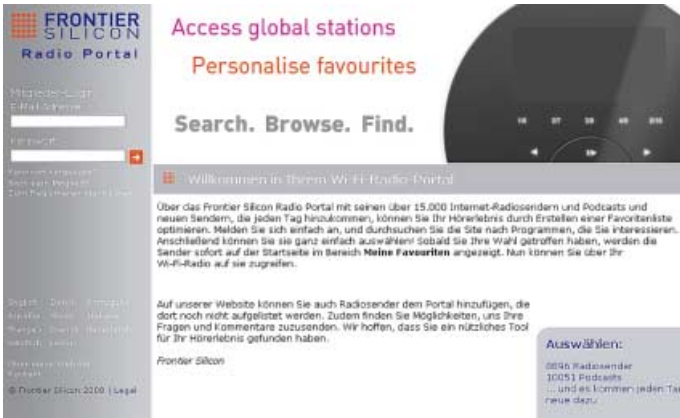 FRONTIER
SILICON
Radio Portal
Mitglieder-Login
E-Mail-Adresse
Kennwort
© Frontier Silicon 2008 | Legal
Access global stations
Personalise favourites
Search. Browse. Find.
Willkommen in Ihrem Wi-Fi-Radio-Portal
Über das Frontier Silicon Radio Portal mit seinen über 15.000 Internet-Radiosendern und Podcasts und
neuen Sendern, die jeden Tag hinzukommen, können Sie Ihr Hörerlebnis durch Erstellen einer Favoritenliste
optimieren. Melden Sie sich einfach an, und durchsuchen Sie die Site nach Programmen, die Sie interessieren.
Anschließend können Sie sie ganz einfach auswählen! Sobald Sie Ihre Wahl getroffen haben, werden die
Sender sofort auf der Startseite im Bereich Meine Favouriten angezeigt. Nun können Sie über Ihr
Wi-Fi-Radio auf sie zugreifen.
Auf unserer Website können Sie auch Radiosender dem Portal hinzufügen, die
dort noch nicht aufgelistet werden. Zudem finden Sie Möglichkeiten, uns Ihre
Fragen und Kommentare zuzusenden. Wir hoffen, dass Sie ein nützliches Tool
für Ihr Hörerlebnis gefunden haben.
Frontier Silicon
Auswählen:
Radiosender
10051 Podcasts
... und es kommen jeden
neue dazu